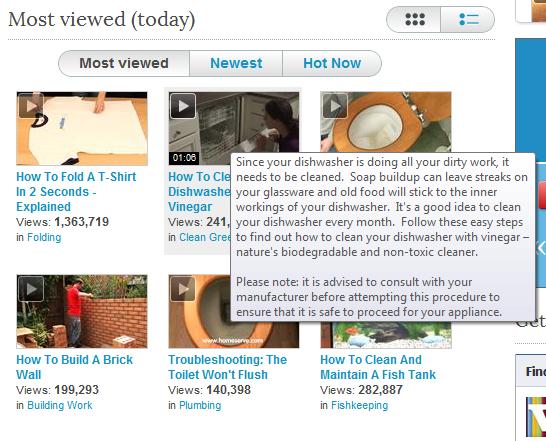 Most viewed (today)
Most viewed
Newest
Hot Now
01:06
How To Fold A T-Shirt
In 2 Seconds -
Explained
Views: 1,363,719
in Folding
How To Cle
Dishwashe
Vinegar
Views: 241,
in Clean Gree
Since your dishwasher is doing all your dirty work, it
needs to be cleaned. Soap buildup can leave streaks on
your glassware and old food will stick to the inner
workings of your dishwasher. It's a good idea to clean
your dishwasher every month. Follow these easy steps
to find out how to clean your dishwasher with vinegar –
nature's biodegradable and non-toxic cleaner.
Please note: it is advised to consult with your
manufacturer before attempting this procedure to
ensure that it is safe to proceed for your appliance.
How To Build A Brick
Wall
Views: 199,293
in Building Work
www.homeserve.com
Troubleshooting: The
Toilet Won't Flush
Views: 140,398
in Plumbing
How To Clean And
Maintain A Fish Tank
Views: 282,887
in Fishkeeping
Get
Find